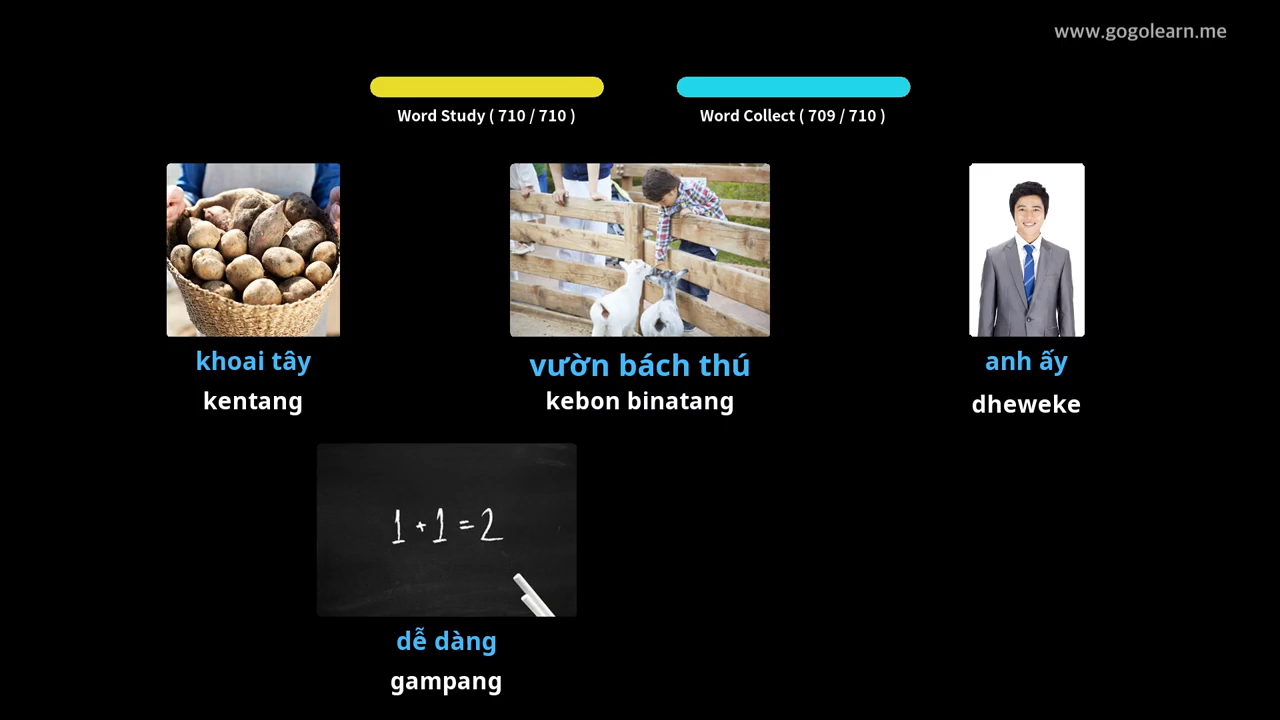 www.gogolearn.me
Word Study ( 710 / 710 )
Word Collect ( 709 / 710 )
khoai tây
kentang
vườn bách thú
kebon binatang
anh ấy
dheweke
1 + 1 = 2
dễ dàng
gampang